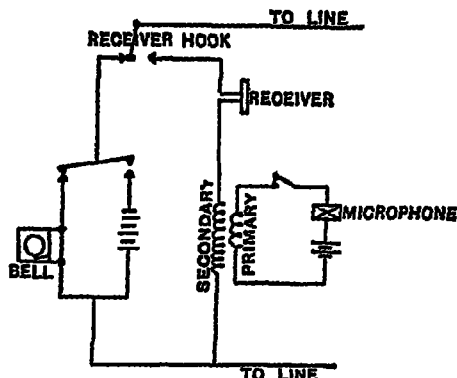 TO LINE
RECEIVER HOOK
RECEIVER
SECONDARY
PRIMARY
MICROPHONE
BELL
TO LINE